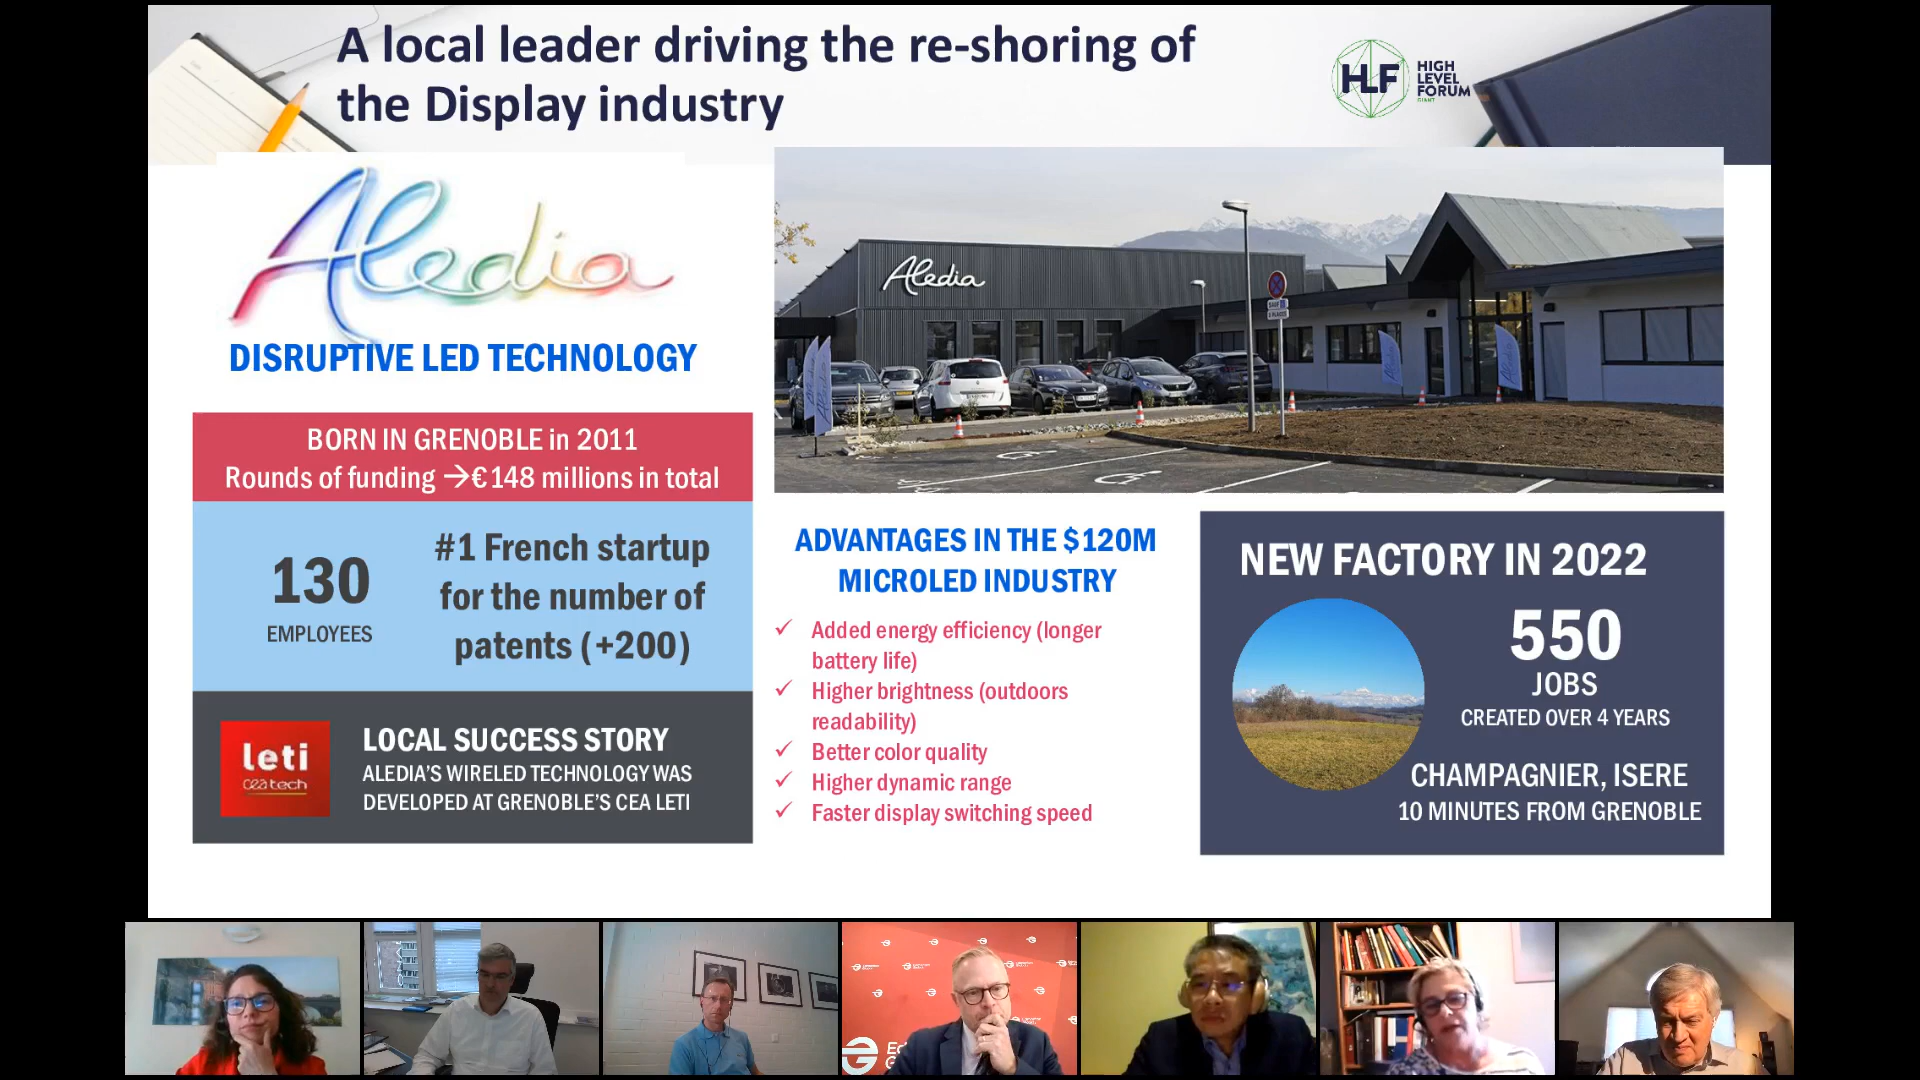 A local leader driving the re-shoring of
the Display industry
HLF
HIGH
LEVEL
FORUM
GIANT
Aledia
DISRUPTIVE LED TECHNOLOGY
BORN IN GRENOBLE in 2011
Rounds of funding →€148 millions in total
130
EMPLOYEES
#1 French startup
for the number of
patents (+200)
leti
ceatech
LOCAL SUCCESS STORY
ALEDIA'S WIRELED TECHNOLOGY WAS
DEVELOPED AT GRENOBLE'S CEA LETI
Aledia
ADVANTAGES IN THE $120M
MICROLED INDUSTRY
✓ Added energy efficiency (longer
battery life)
✓ Higher brightness (outdoors
readability)
✓ Better color quality
✓ Higher dynamic range
✓ Faster display switching speed
NEW FACTORY IN 2022
550
JOBS
CREATED OVER 4 YEARS
CHAMPAGNIER, ISERE
10 MINUTES FROM GRENOBLE